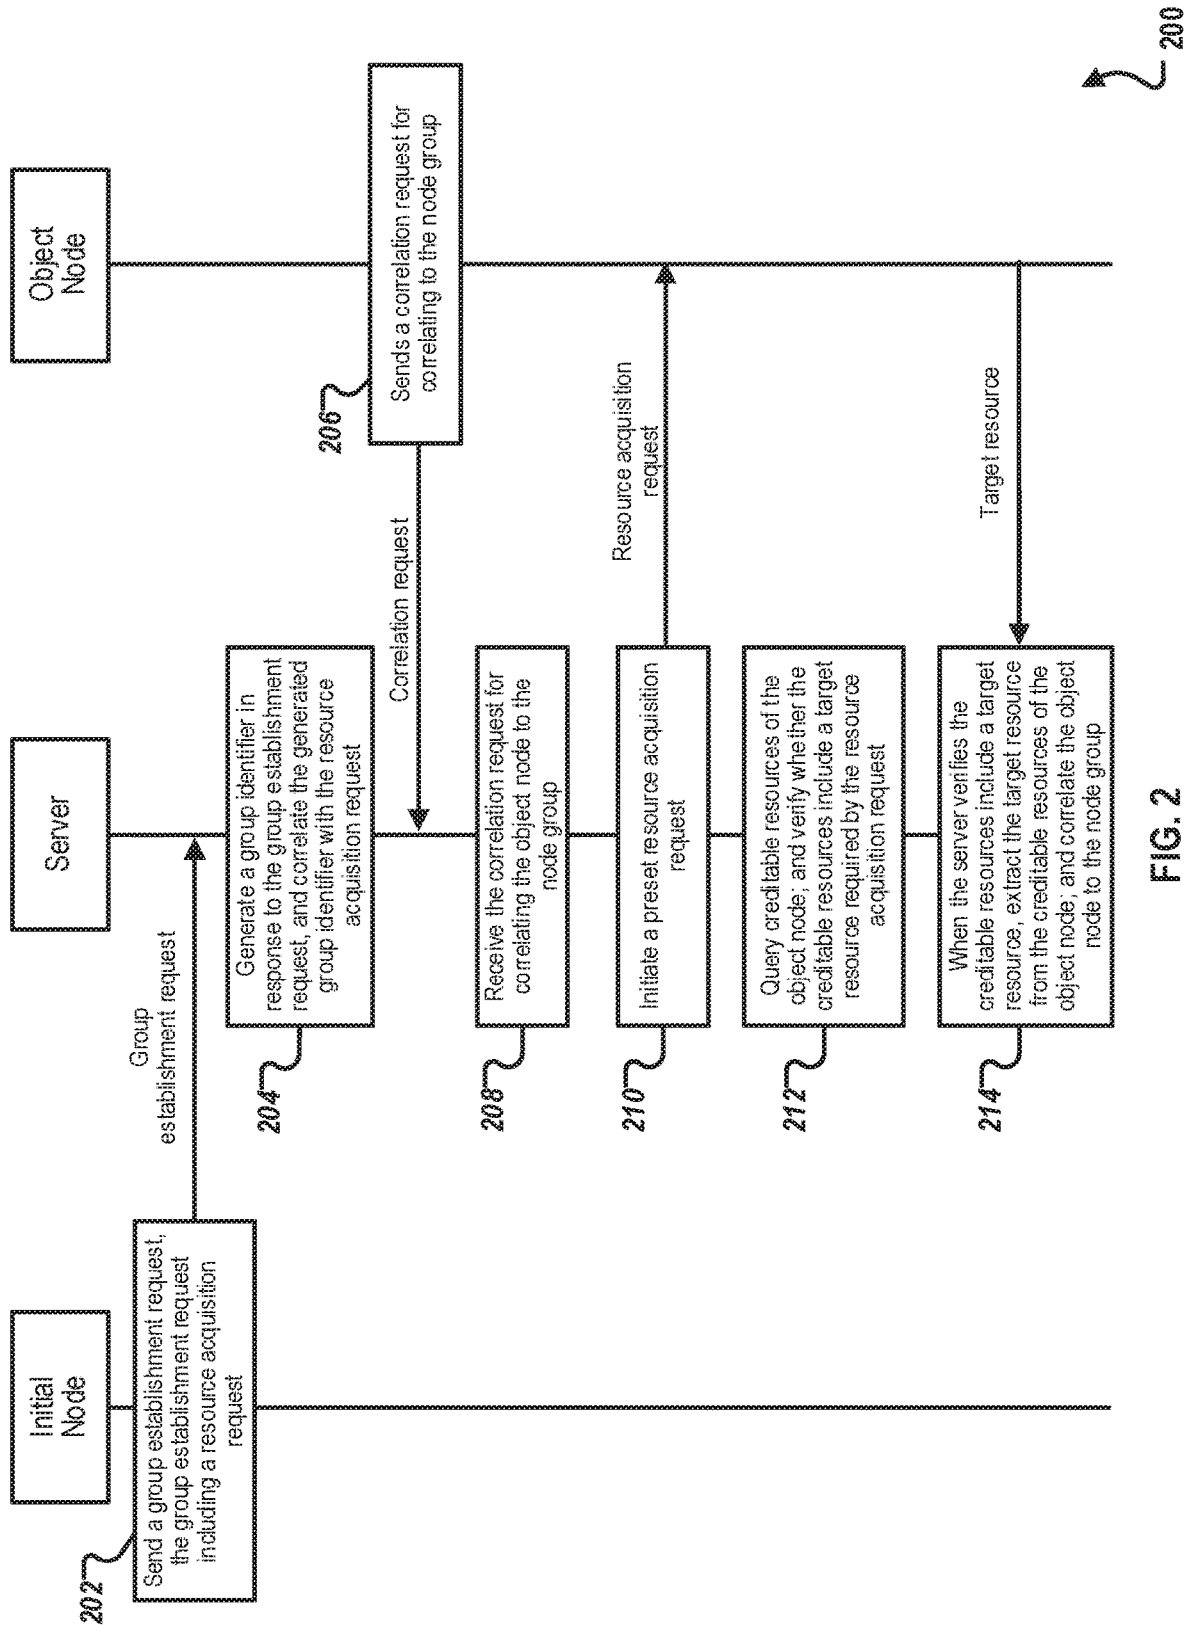 Initial
Node
Server
Object
Node
202
Send a group establishment request,
the group establishment request
including a resource acquisition
request
Group
establishment request
204
Generate a group identifier in
response to the group establishment
request, and correlate the generated
group identifier with the resource
acquisition request
206
Sends a correlation request for
correlating to the node group
Correlation request
208
Receive the correlation request for
correlating the object node to the
node group
210
Initiate a preset resource acquisition
request
Resource acquisition
request
212
Query creditable resources of the
object node; and verify whether the
creditable resources include a target
resource required by the resource
acquisition request
214
When the server verifies the
creditable resources include a target
resource, extract the target resource
from the creditable resources of the
object node; and correlate the object
node to the node group
Target resource
200
FIG. 2